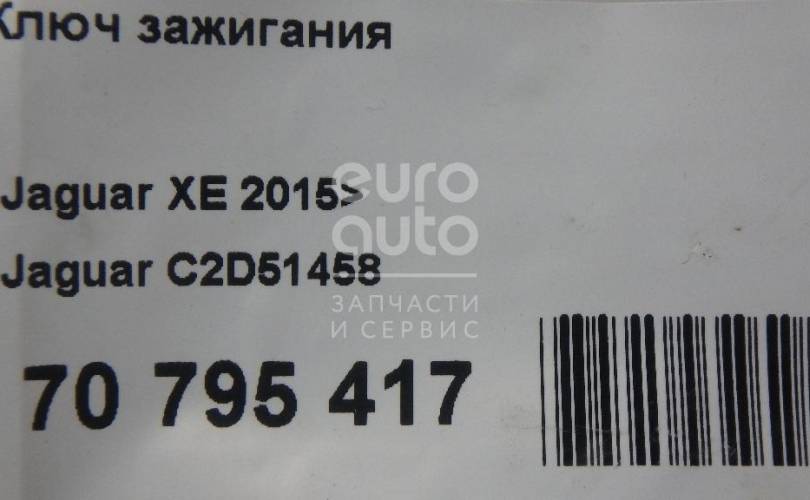 Ключ зажигания
Jaguar XE 2015>
Jaguar C2D51458
70 795 417
euro
auto
ЗАПЧАСТИ
И СЕРВИС